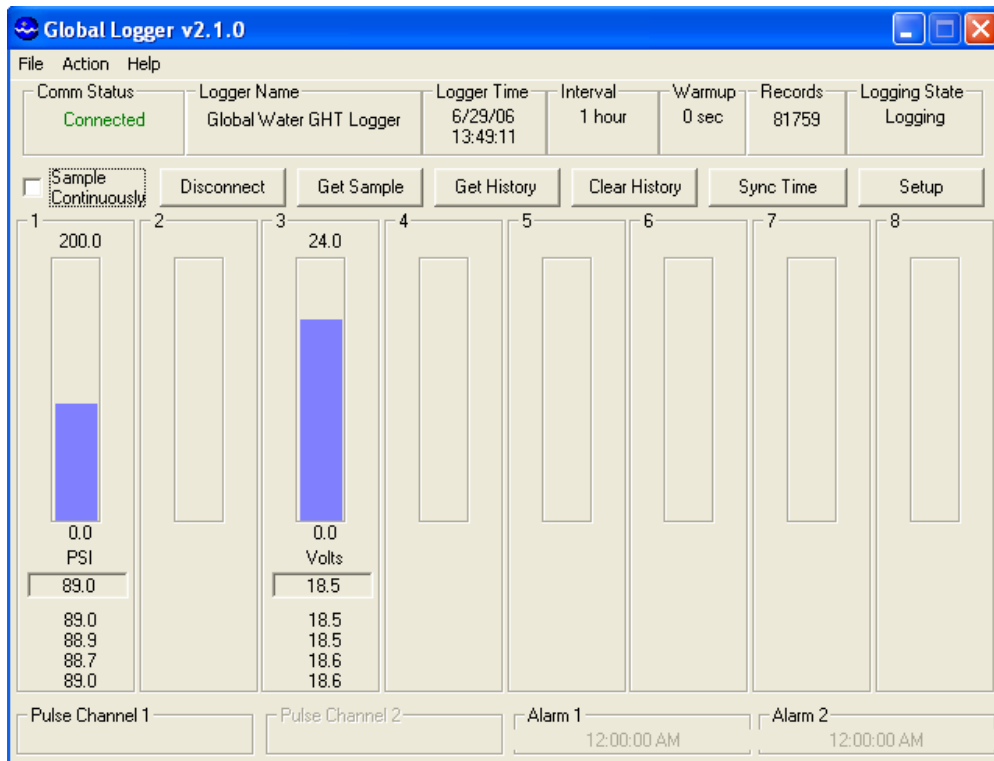 Global Logger v2.1.0
File Action Help
Comm Status
Connected
Logger Name
Global Water GHT Logger
Logger Time
6/29/06
13:49:11
Interval
1 hour
Warmup
0 sec
Records
81759
Logging State
Logging
Sample
Continuously
Disconnect
Get Sample
Get History
Clear History
Sync Time
Setup
1
200.0
0.0
PSI
89.0
89.0
88.9
88.7
89.0
2
3
24.0
0.0
Volts
18.5
18.5
18.5
18.6
18.6
4
5
6
7
8
Pulse Channel 1
Pulse Channel 2
Alarm 1
12:00:00 AM
Alarm 2
12:00:00 AM